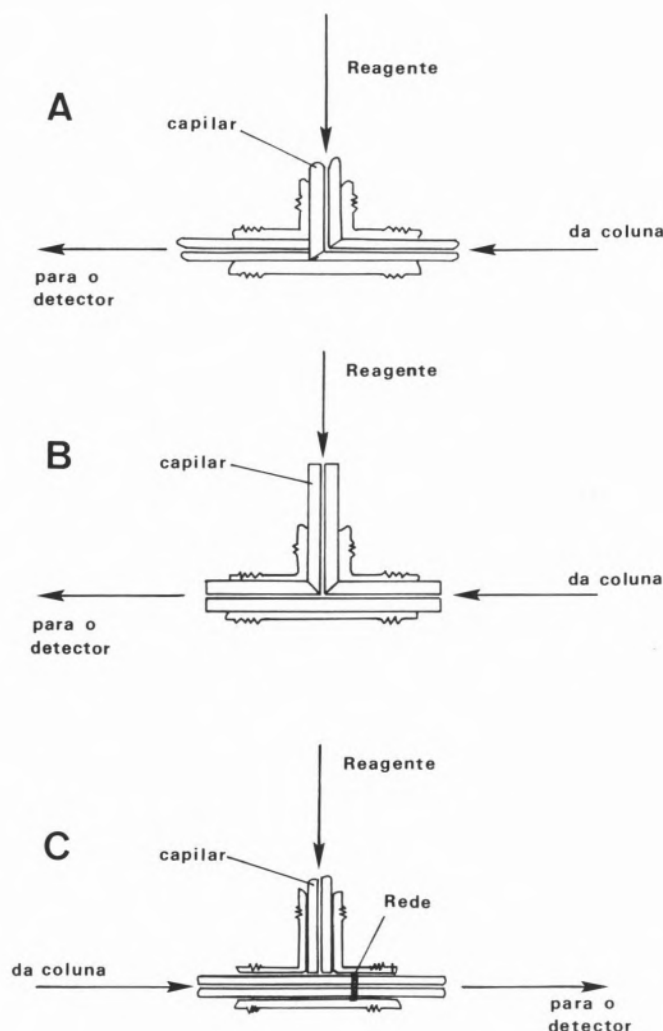 A
Reagente
capilar
da coluna
para o
detector
B
Reagente
capilar
da coluna
para o
detector
C
Reagente
capilar
Rede
da coluna
para o
detector